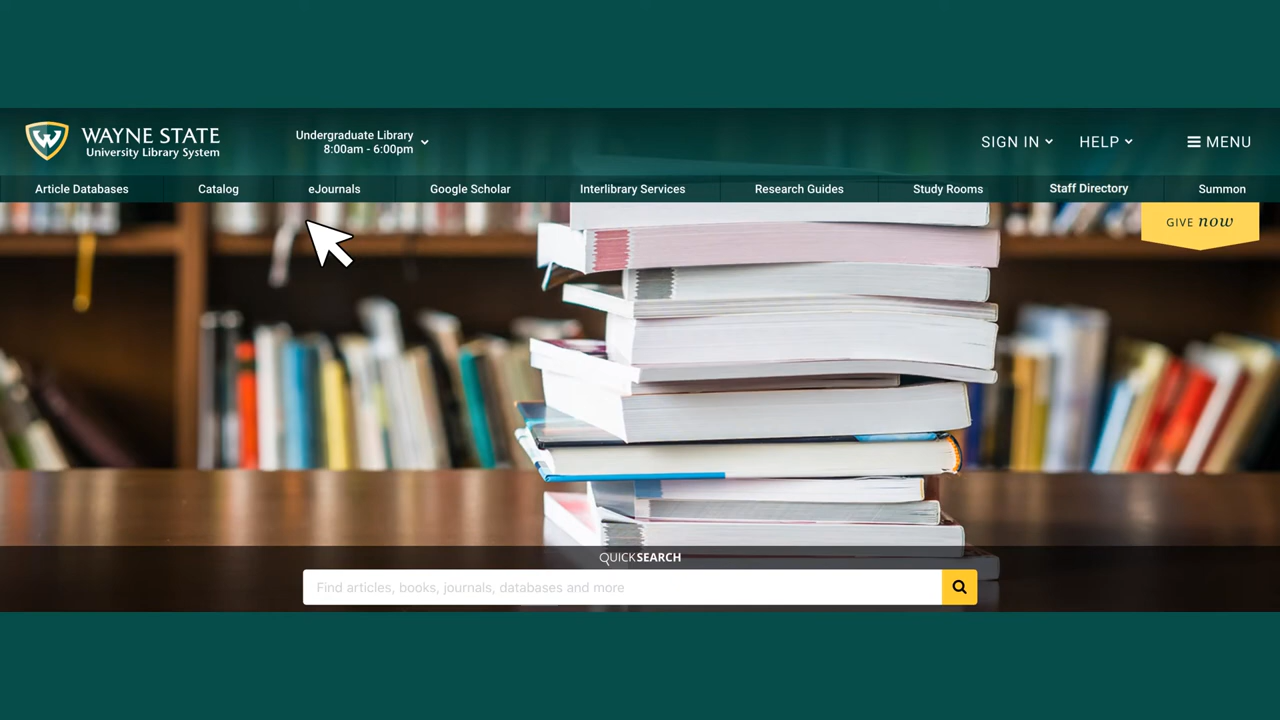 WAYNE STATE
University Library System
Undergraduate Library
8:00am - 6:00pm
SIGN IN
HELP
MENU
Article Databases
Catalog
eJournals
Google Scholar
Interlibrary Services
Research Guides
Study Rooms
Staff Directory
Summon
GIVE now
QUICKSEARCH
Find articles, books, journals, databases and more